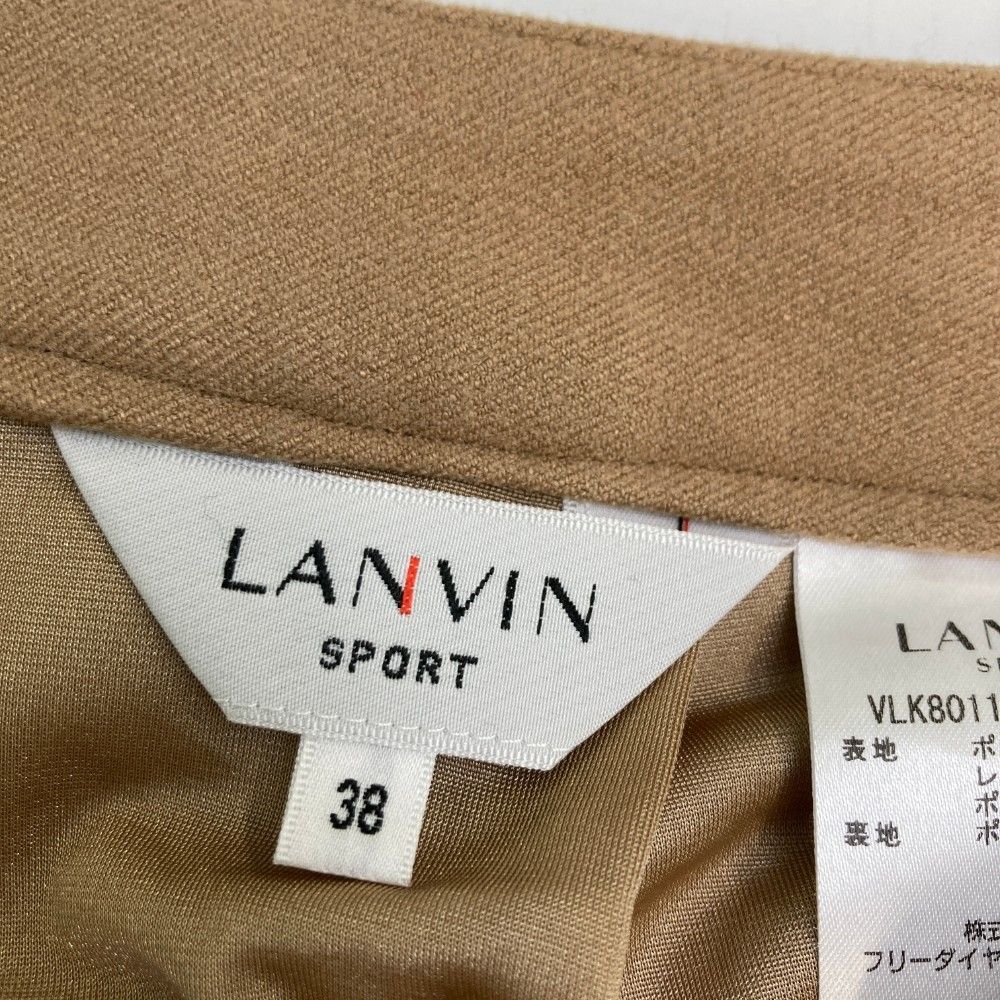 LANVIN
SPORT
38
LAN
VLK8011
表地 ポ
レ
ポ
裏地 ポ
株式
フリーダイヤ